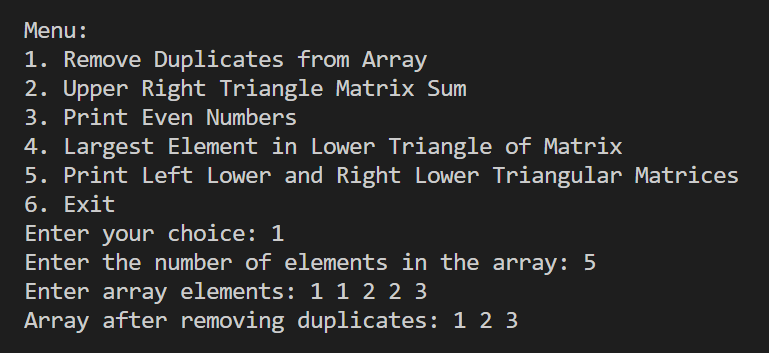 Menu:
1. Remove Duplicates from Array
2. Upper Right Triangle Matrix Sum
3. Print Even Numbers
4. Largest Element in Lower Triangle of Matrix
5. Print Left Lower and Right Lower Triangular Matrices
6. Exit
Enter your choice: 1
Enter the number of elements in the array: 5
Enter array elements: 1 1 2 2 3
Array after removing duplicates: 1 2 3